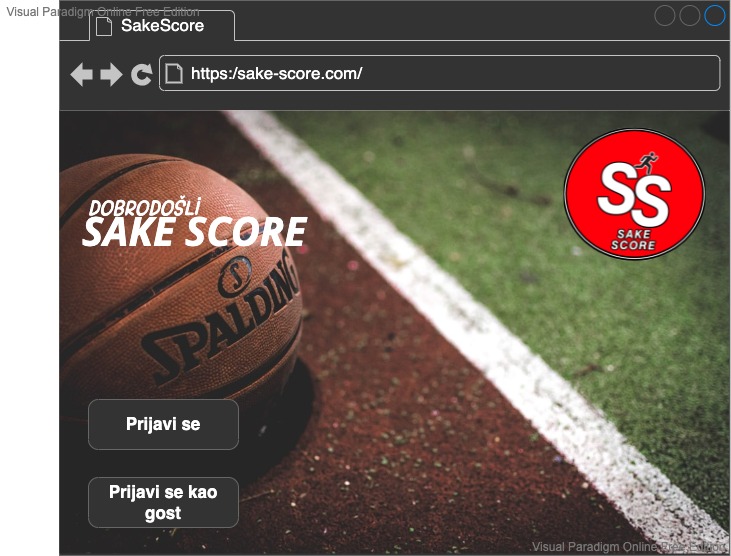 Visual Paradigm Online Free Edition
SakeScore
https:/sake-score.com/
DOBRODOŠLI
SAKE SCORE
SS
SAKE
SCORE
S
SPALDING
Prijavi se
Prijavi se kao
gost
Visual Paradigm Online Free Edition